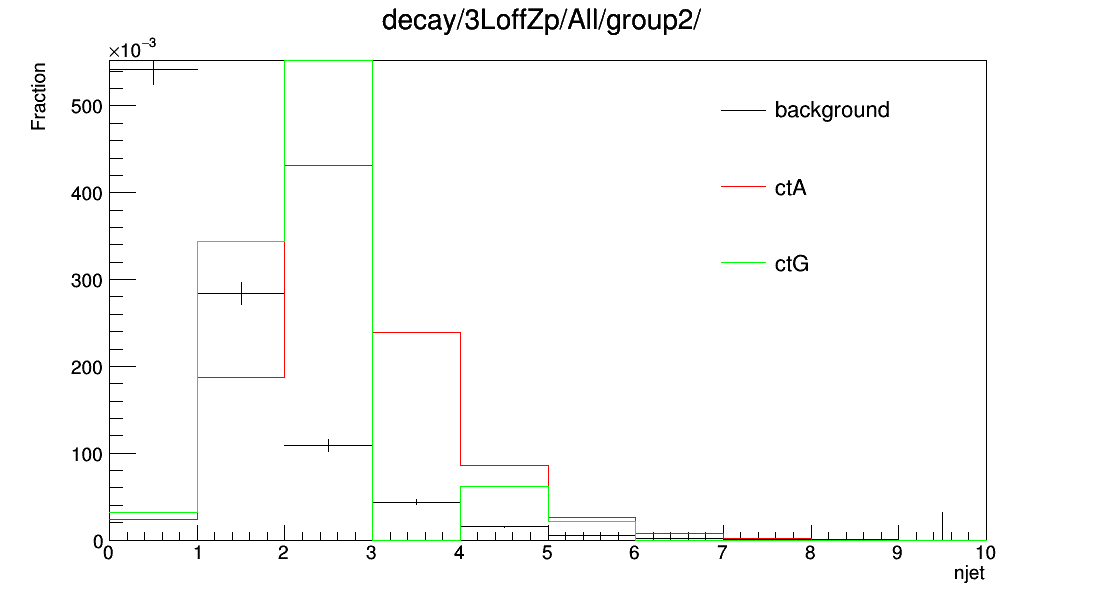 decay/3LoffZp/All/group2/
×10⁻³
Fraction
500
400
300
200
100
0
background
ctA
ctG
0 1 2 3 4 5 6 7 8 9 10
njet